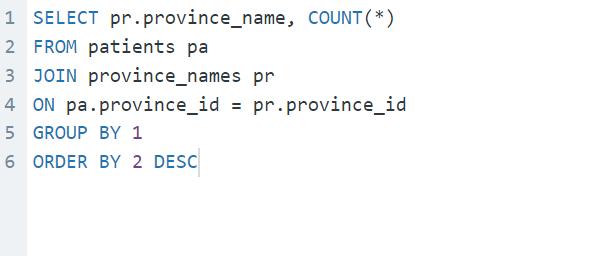 1 SELECT pr.province_name, COUNT(*)
2 FROM patients pa
3 JOIN province_names pr
4 ON pa.province_id = pr.province_id
5 GROUP BY 1
6 ORDER BY 2 DESC